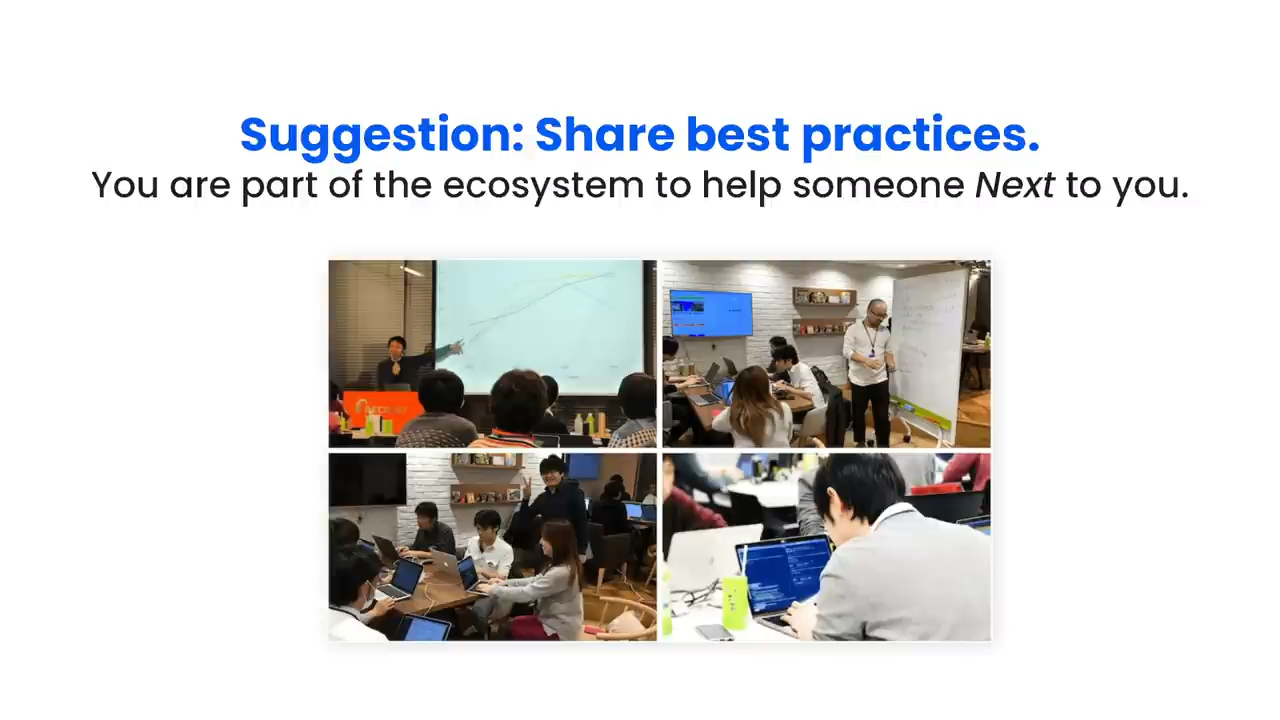 Suggestion: Share best practices.
You are part of the ecosystem to help someone Next to you.